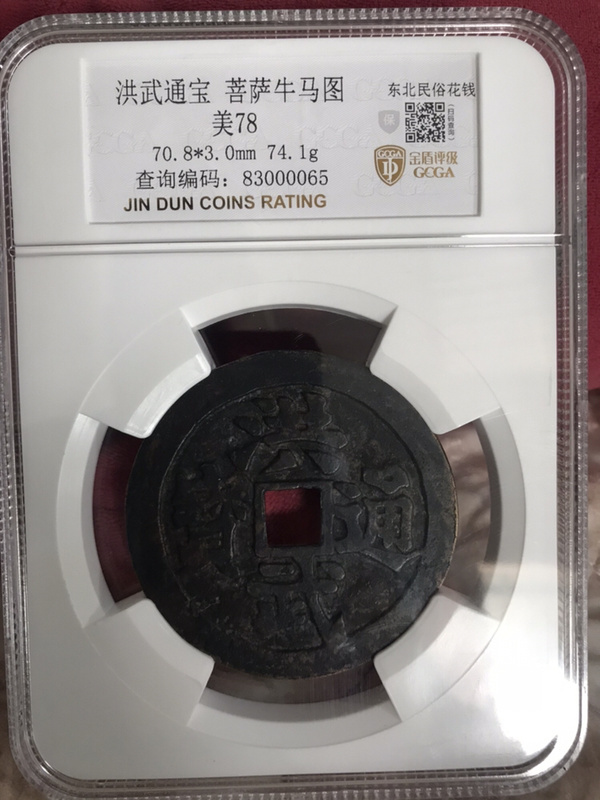 洪武通宝 菩萨牛马图
东北民俗花钱
美78
保
(扫码查询)
70.8*3.0mm 74.1g
GCGA
金盾评级
GCGA
查询编码：83000065
JIN DUN COINS RATING
洪
通
武